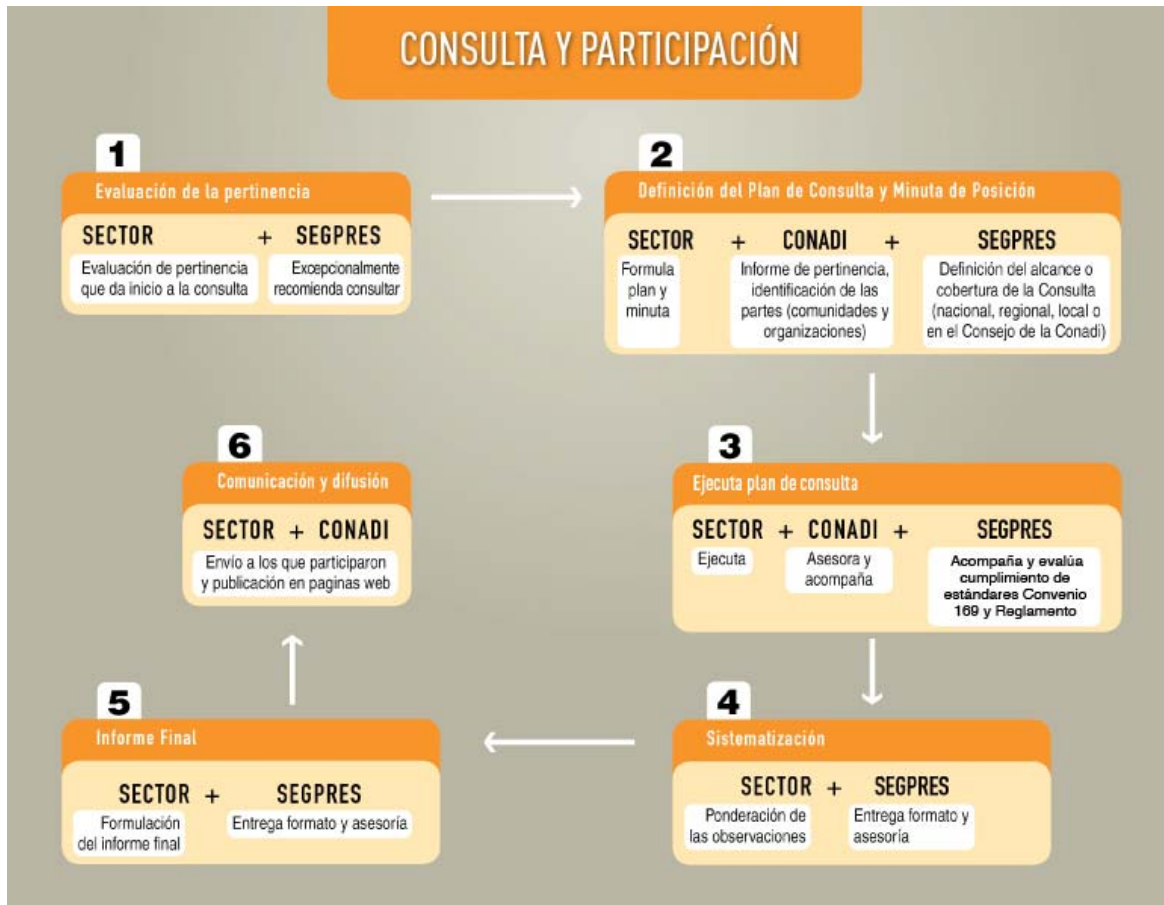 CONSULTA Y PARTICIPACIÓN
1
Evaluación de la pertinencia
SECTOR + SEGPRES
Evaluación de pertinencia
que da inicio a la consulta
Excepcionalmente
recomienda consultar
2
Definición del Plan de Consulta y Minuta de Posición
SECTOR + CONADI + SEGPRES
Formula
plan y
minuta
Informe de pertinencia,
identificación de las
partes (comunidades y
organizaciones)
Definición del alcance o
cobertura de la Consulta
(nacional, regional, local o
en el Consejo de la Conadi)
3
Ejecuta plan de consulta
SECTOR + CONADI + SEGPRES
Ejecuta
Asesora y
acompaña
Acompaña y evalúa
cumplimiento de
estándares Convenio
169 y Reglamento
4
Sistematización
SECTOR + SEGPRES
Ponderación de
las observaciones
Entrega formato y
asesoría
5
Informe Final
SECTOR + SEGPRES
Formulación
del informe final
Entrega formato y asesoría
6
Comunicación y difusión
SECTOR + CONADI
Envío a los que participaron
y publicación en paginas web